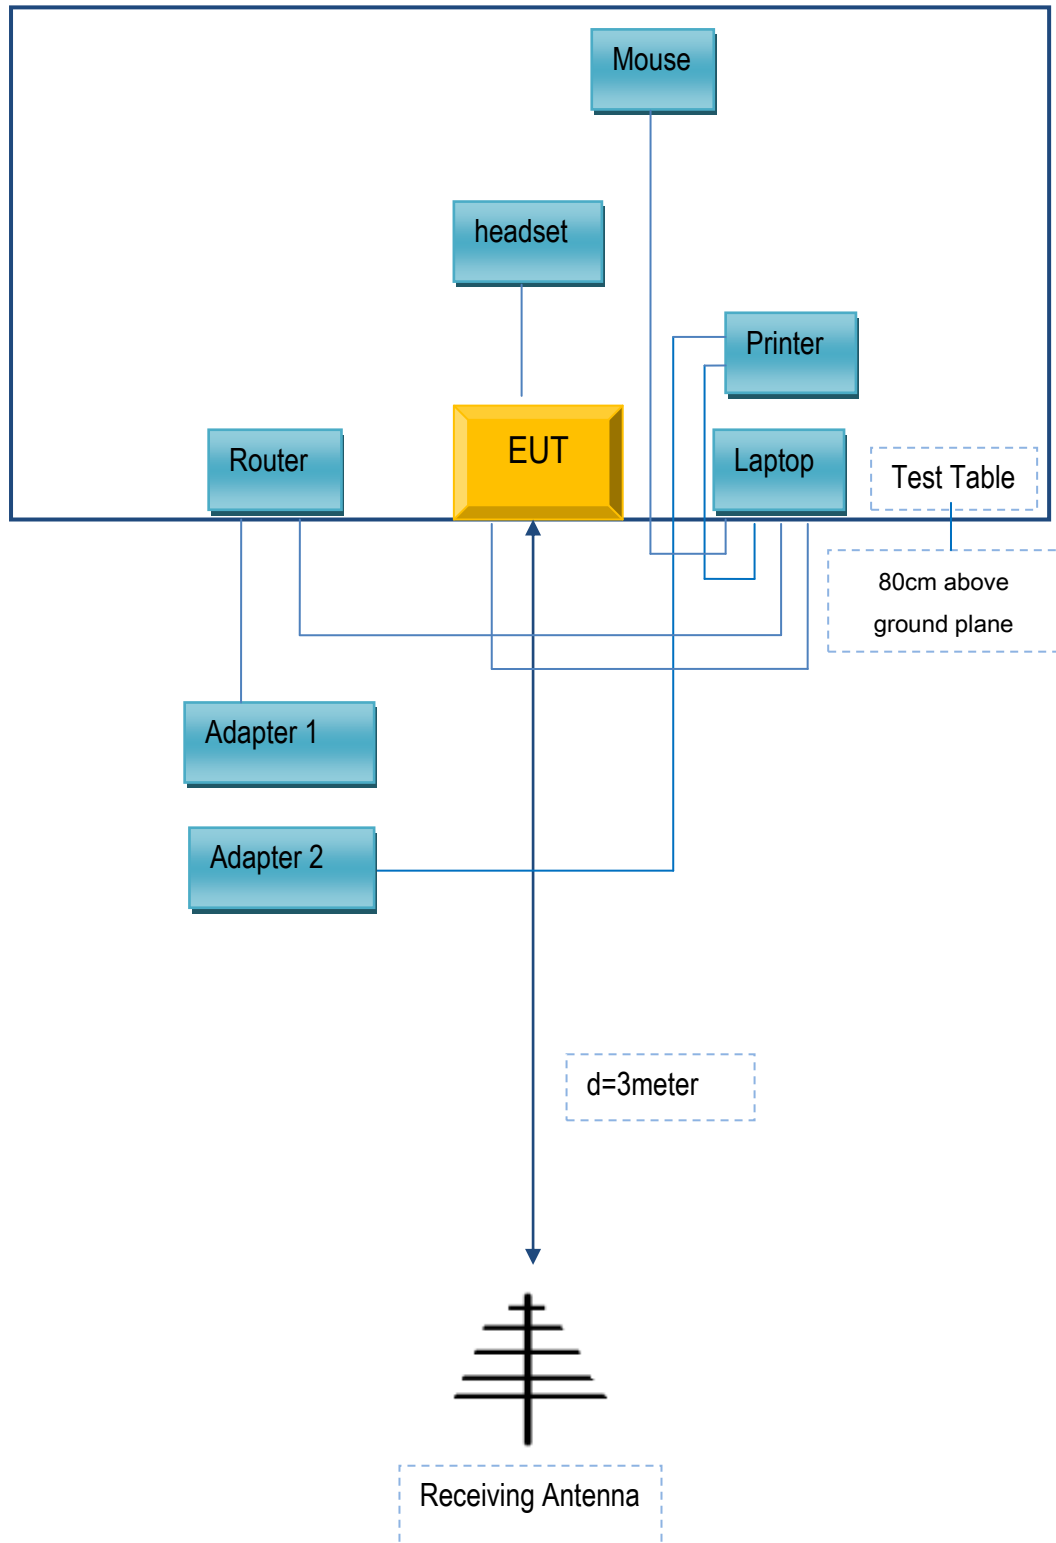 Mouse
headset
Printer
EUT
Router
Laptop
Test Table
80cm above
ground plane
Adapter 1
Adapter 2
d=3meter
Receiving Antenna